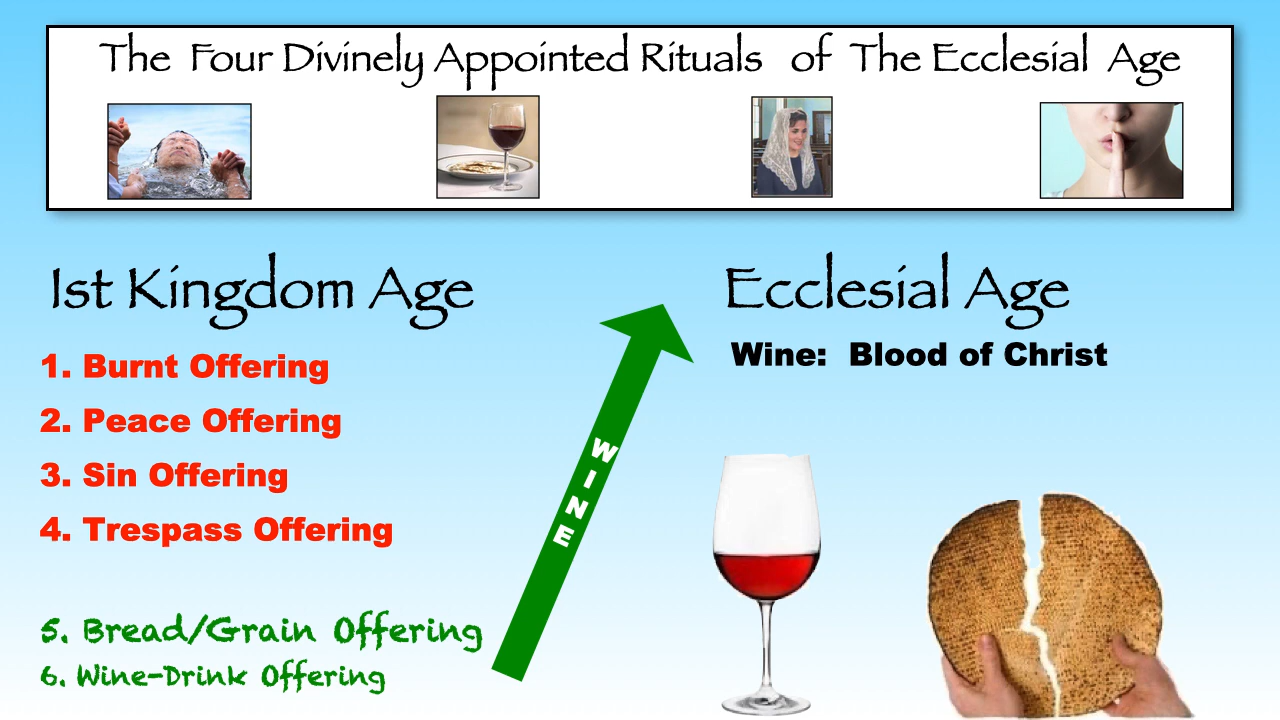 The Four Divinely Appointed Rituals of The Ecclesial Age
1st Kingdom Age
1. Burnt Offering
2. Peace Offering
3. Sin Offering
4. Trespass Offering
5. Bread/Grain Offering
6. Wine-Drink Offering
WINE
Ecclesial Age
Wine: Blood of Christ